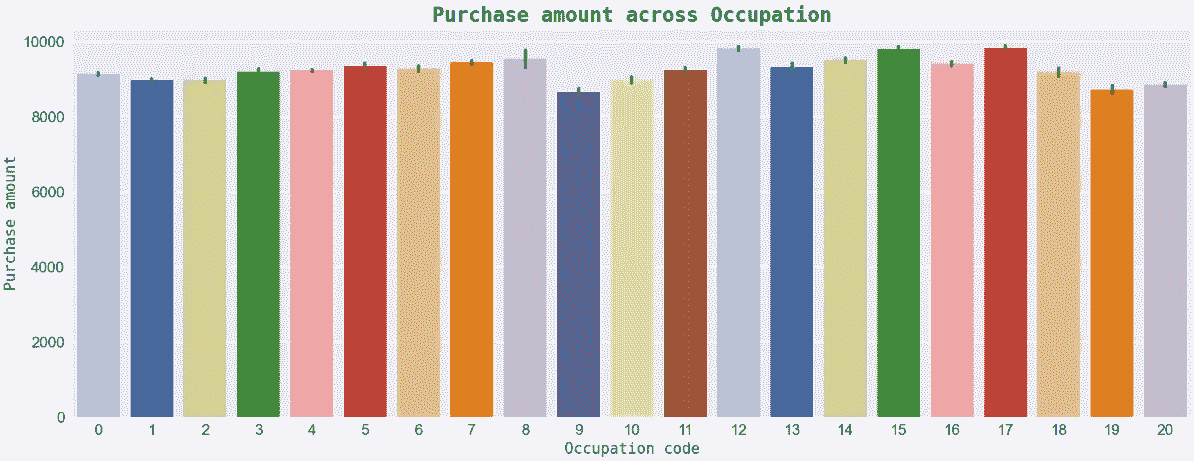 Purchase amount across Occupation
10000
8000
6000
4000
2000
0
Purchase amount
0 1 2 3 4 5 6 7 8 9 10 11 12 13 14 15 16 17 18 19 20
Occupation code